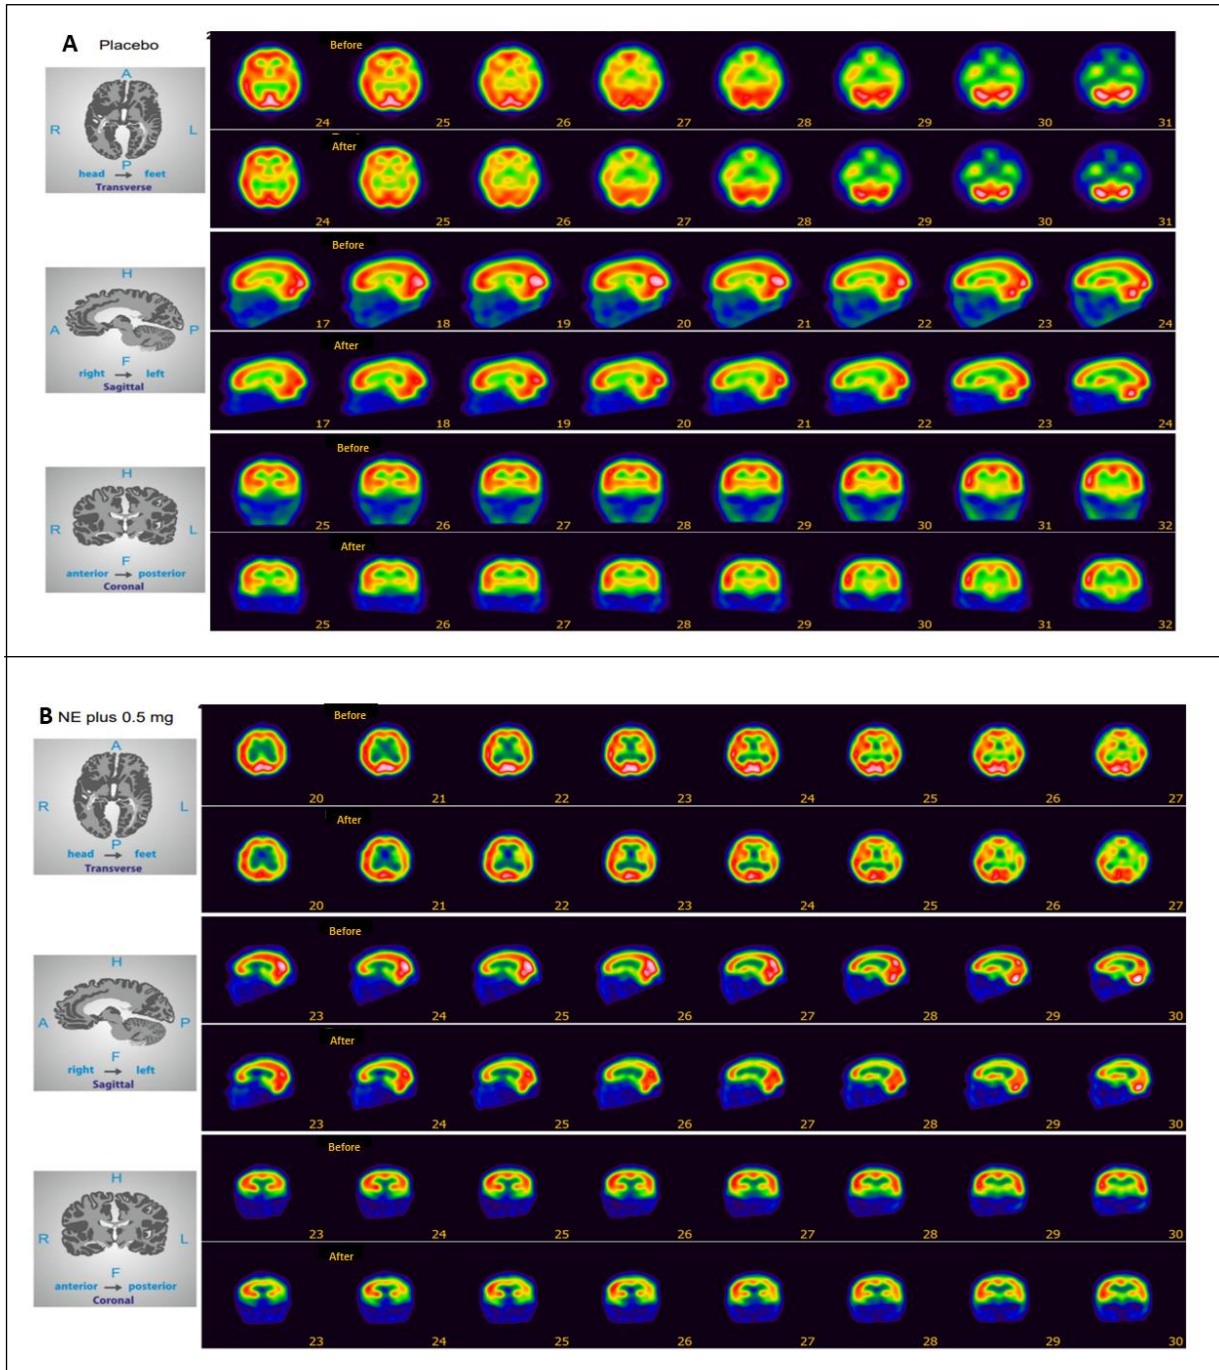 A Placebo
A
R L
P
head → feet
Transverse
Before
24 25 26 27 28 29 30 31
After
24 25 26 27 28 29 30 31
H
A P
F
right → left
Sagittal
Before
17 18 19 20 21 22 23 24
After
17 18 19 20 21 22 23 24
H
R L
F
anterior → posterior
Coronal
Before
25 26 27 28 29 30 31 32
After
25 26 27 28 29 30 31 32
B NE plus 0.5 mg
A
R L
P
head → feet
Transverse
Before
20 21 22 23 24 25 26 27
After
20 21 22 23 24 25 26 27
H
A P
F
right → left
Sagittal
Before
23 24 25 26 27 28 29 30
After
23 24 25 26 27 28 29 30
H
R L
F
anterior → posterior
Coronal
Before
23 24 25 26 27 28 29 30
After
23 24 25 26 27 28 29 30